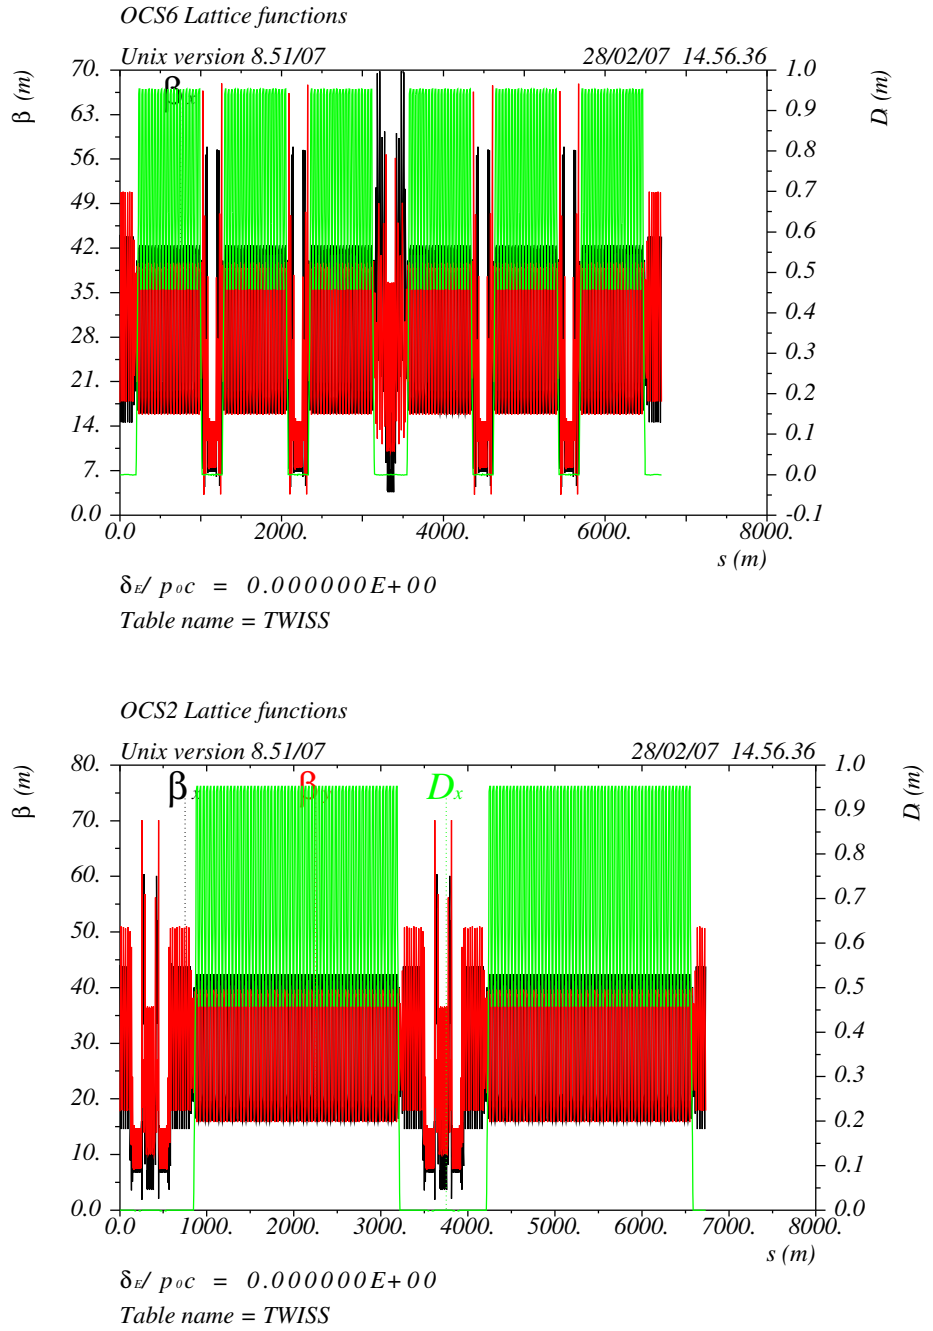 OCS6 Lattice functions
Unix version 8.51/07 28/02/07 14.56.36
β (m)
D (m)
β x
70.
63.
56.
49.
42.
35.
28.
21.
14.
7.
0.0
1.0
0.9
0.8
0.7
0.6
0.5
0.4
0.3
0.2
0.1
0.0
-0.1
0.0 2000. 4000. 6000. 8000.
s (m)
δE/ p0c = 0.000000E+00
Table name = TWISS
OCS2 Lattice functions
Unix version 8.51/07 28/02/07 14.56.36
β (m)
D (m)
βx βy Dx
80.
70.
60.
50.
40.
30.
20.
10.
0.0
1.0
0.9
0.8
0.7
0.6
0.5
0.4
0.3
0.2
0.1
0.0
0.0 1000. 2000. 3000. 4000. 5000. 6000. 7000. 8000.
s (m)
δE/ p0c = 0.000000E+00
Table name = TWISS